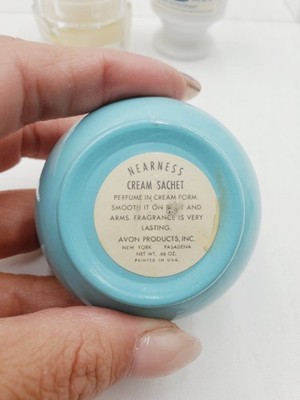 NEARNESS
CREAM SACHET
PERFUME IN CREAM FORM.
SMOOTH IT ON AND
ARMS. FRAGRANCE IS VERY
LASTING.
AVON PRODUCTS, INC.
NEW YORK PASADENA
NET WT. .66 OZ.
PRINTED IN U.S.A.